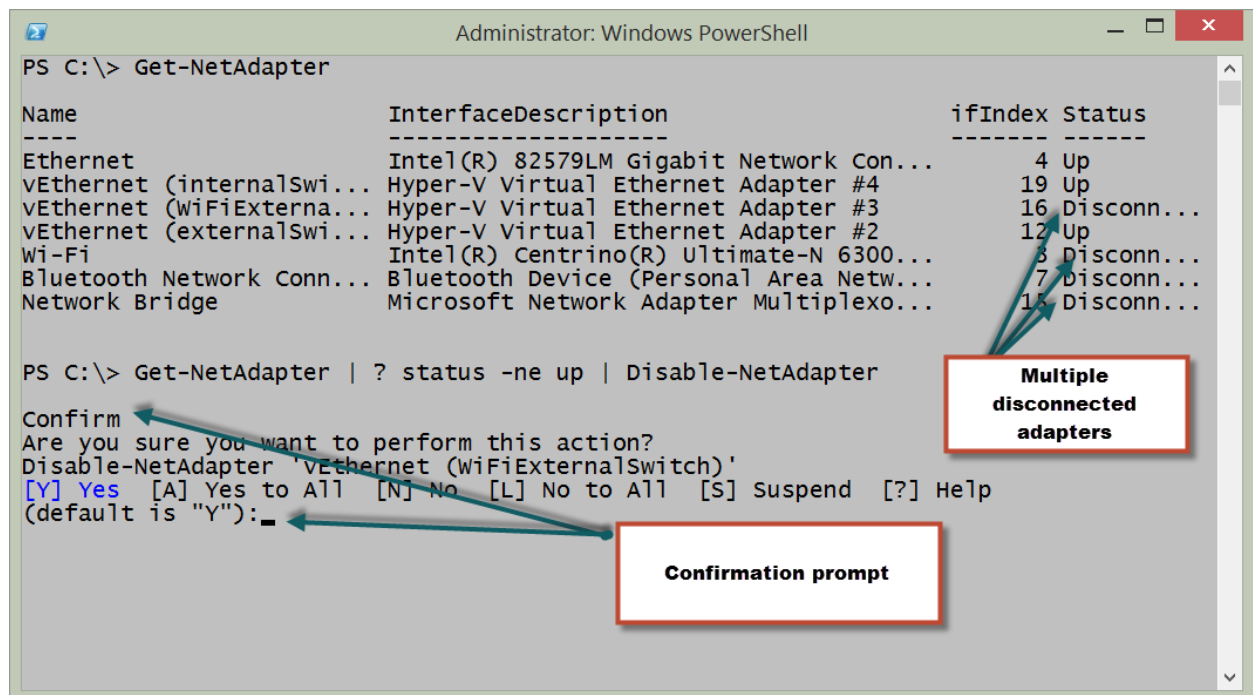 Administrator: Windows PowerShell
PS C:\> Get-NetAdapter
Name InterfaceDescription ifIndex Status
---- -------------------- ------- ------
Ethernet Intel(R) 82579LM Gigabit Network Con... 4 Up
vEthernet (internalSwi... Hyper-V Virtual Ethernet Adapter #4 19 Up
vEthernet (WiFiExterna... Hyper-V Virtual Ethernet Adapter #3 16 Disconn...
vEthernet (externalSwi... Hyper-V Virtual Ethernet Adapter #2 12 Up
Wi-Fi Intel(R) Centrino(R) Ultimate-N 6300... 3 Disconn...
Bluetooth Network Conn... Bluetooth Device (Personal Area Netw... 7 Disconn...
Network Bridge Microsoft Network Adapter Multiplexo... 15 Disconn...
PS C:\> Get-NetAdapter | ? status -ne up | Disable-NetAdapter
Multiple
disconnected
adapters
Confirm
Are you sure you want to perform this action?
Disable-NetAdapter 'vEthernet (WiFiExternalSwitch)'
[Y] Yes [A] Yes to All [N] No [L] No to All [S] Suspend [?] Help
(default is "Y"):
Confirmation prompt